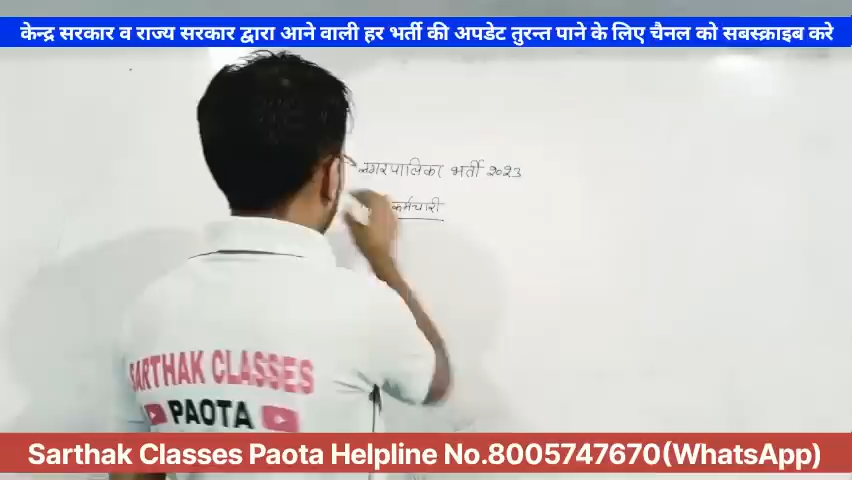 केन्द्र सरकार व राज्य सरकार द्वारा आने वाली हर भर्ती की अपडेट तुरन्त पाने के लिए चैनल को सबस्क्राइब करे
नगरपालिका भर्ती २०२३
कर्मचारी
SARTHAK CLASSES
PAOTA
Sarthak Classes Paota Helpline No.8005747670(WhatsApp)